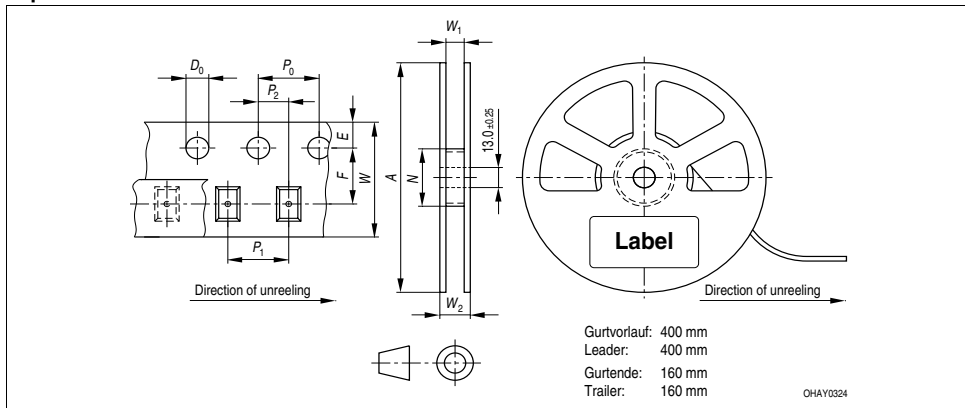 W₁
D₀
P₀
P₂
E
F
W
A
N
13.0 ±0.25
P₁
W₂
Label
Direction of unreeling
Direction of unreeling
Gurtvorlauf: 400 mm
Leader: 400 mm
Gurtende: 160 mm
Trailer: 160 mm
OHAY0324